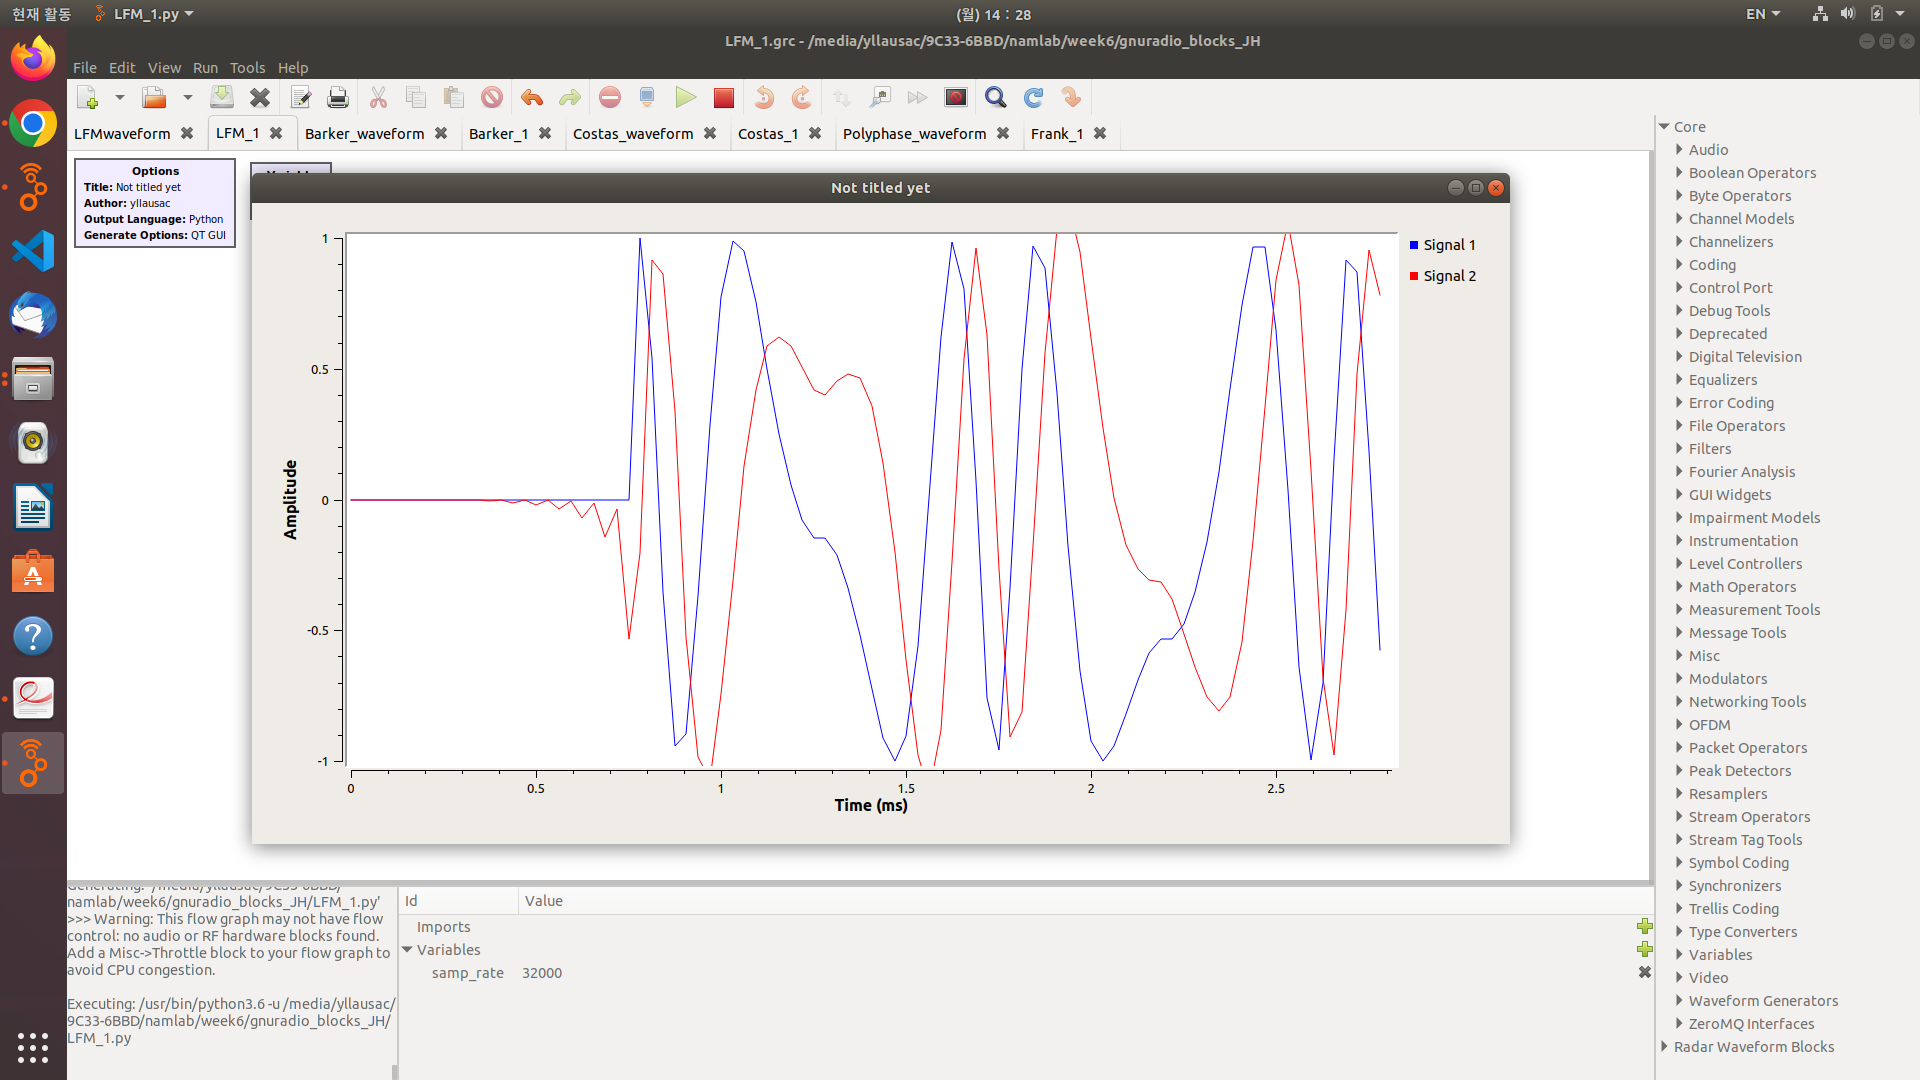 현재 활동
LFM_1.py
(월) 14 : 28
EN
LFM_1.grc - /media/yllausac/9C33-6BBD/namlab/week6/gnuradio_blocks_JH
File Edit View Run Tools Help
LFMwaveform LFM_1 Barker_waveform Barker_1 Costas_waveform Costas_1 Polyphase_waveform Frank_1
Options
Title: Not titled yet
Author: yllausac
Output Language: Python
Generate Options: QT GUI
Not titled yet
Signal 1
Signal 2
1
0.5
0
-0.5
-1
Amplitude
0 0.5 1 1.5 2 2.5
Time (ms)
Core
Audio
Boolean Operators
Byte Operators
Channel Models
Channelizers
Coding
Control Port
Debug Tools
Deprecated
Digital Television
Equalizers
Error Coding
File Operators
Filters
Fourier Analysis
GUI Widgets
Impairment Models
Instrumentation
Level Controllers
Math Operators
Measurement Tools
Message Tools
Misc
Modulators
Networking Tools
OFDM
Packet Operators
Peak Detectors
Resamplers
Stream Operators
Stream Tag Tools
Symbol Coding
Synchronizers
Trellis Coding
Type Converters
Variables
Video
Waveform Generators
ZeroMQ Interfaces
Radar Waveform Blocks
Generating: '/media/yllausac/9C33-6BBD/
namlab/week6/gnuradio_blocks_JH/LFM_1.py'
>>> Warning: This flow graph may not have flow
control: no audio or RF hardware blocks found.
Add a Misc->Throttle block to your flow graph to
avoid CPU congestion.
Executing: /usr/bin/python3.6 -u /media/yllausac/
9C33-6BBD/namlab/week6/gnuradio_blocks_JH/
LFM_1.py
Id Value
Imports
Variables
samp_rate 32000